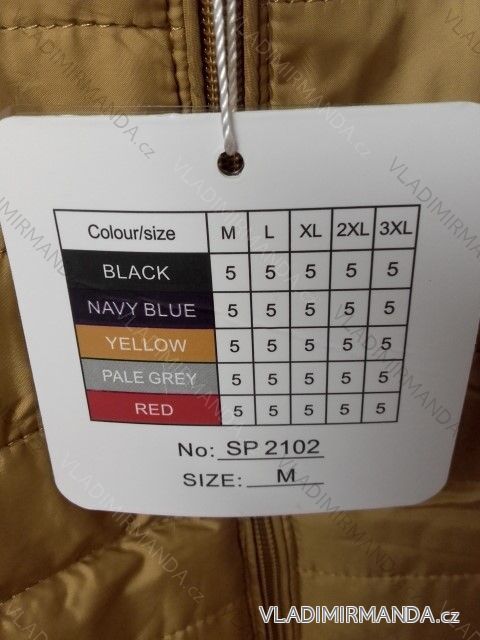 Colour/size M L XL 2XL 3XL
BLACK 5 5 5 5 5
NAVY BLUE 5 5 5 5 5
YELLOW 5 5 5 5 5
PALE GREY 5 5 5 5 5
RED 5 5 5 5 5
No: SP 2102
SIZE: M
VLADIMIRMANDA.cz